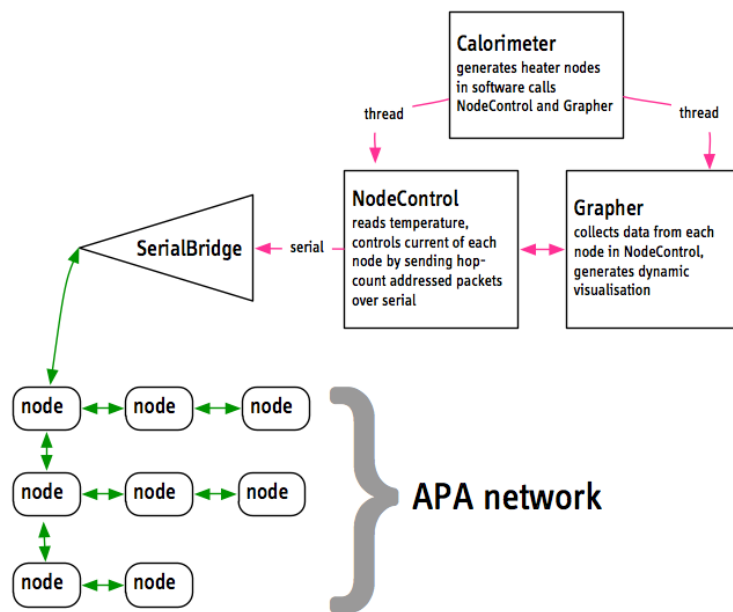 Calorimeter
generates heater nodes
in software calls
NodeControl and Grapher
thread
thread
NodeControl
reads temperature,
controls current of each
node by sending hop-
count addressed packets
over serial
Grapher
collects data from each
node in NodeControl,
generates dynamic
visualisation
SerialBridge
serial
node
node
node
node
node
node
node
node
APA network